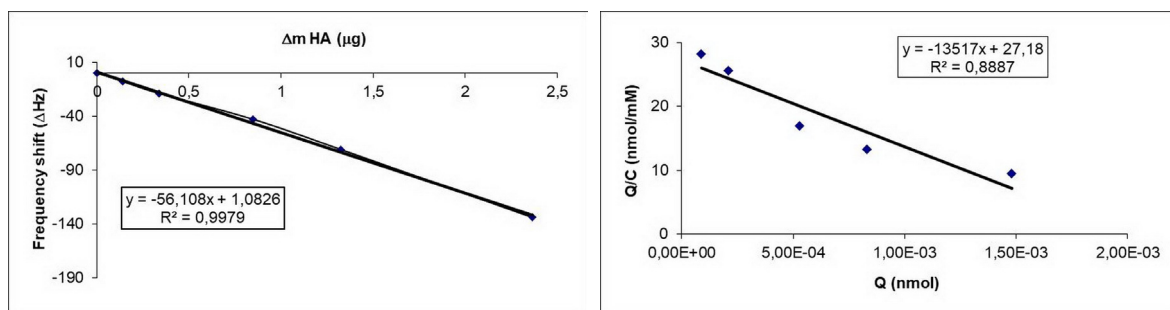 Δm HA (µg)
10
0
0,5
1
1,5
2
2,5
-40
-90
-140
-190
Frequency shift (ΔHz)
y = -56,108x + 1,0826
R² = 0,9979
30
20
10
0
Q/C (nmol/mM)
y = -13517x + 27,18
R² = 0,8887
0,00E+00
5,00E-04
1,00E-03
1,50E-03
2,00E-03
Q (nmol)